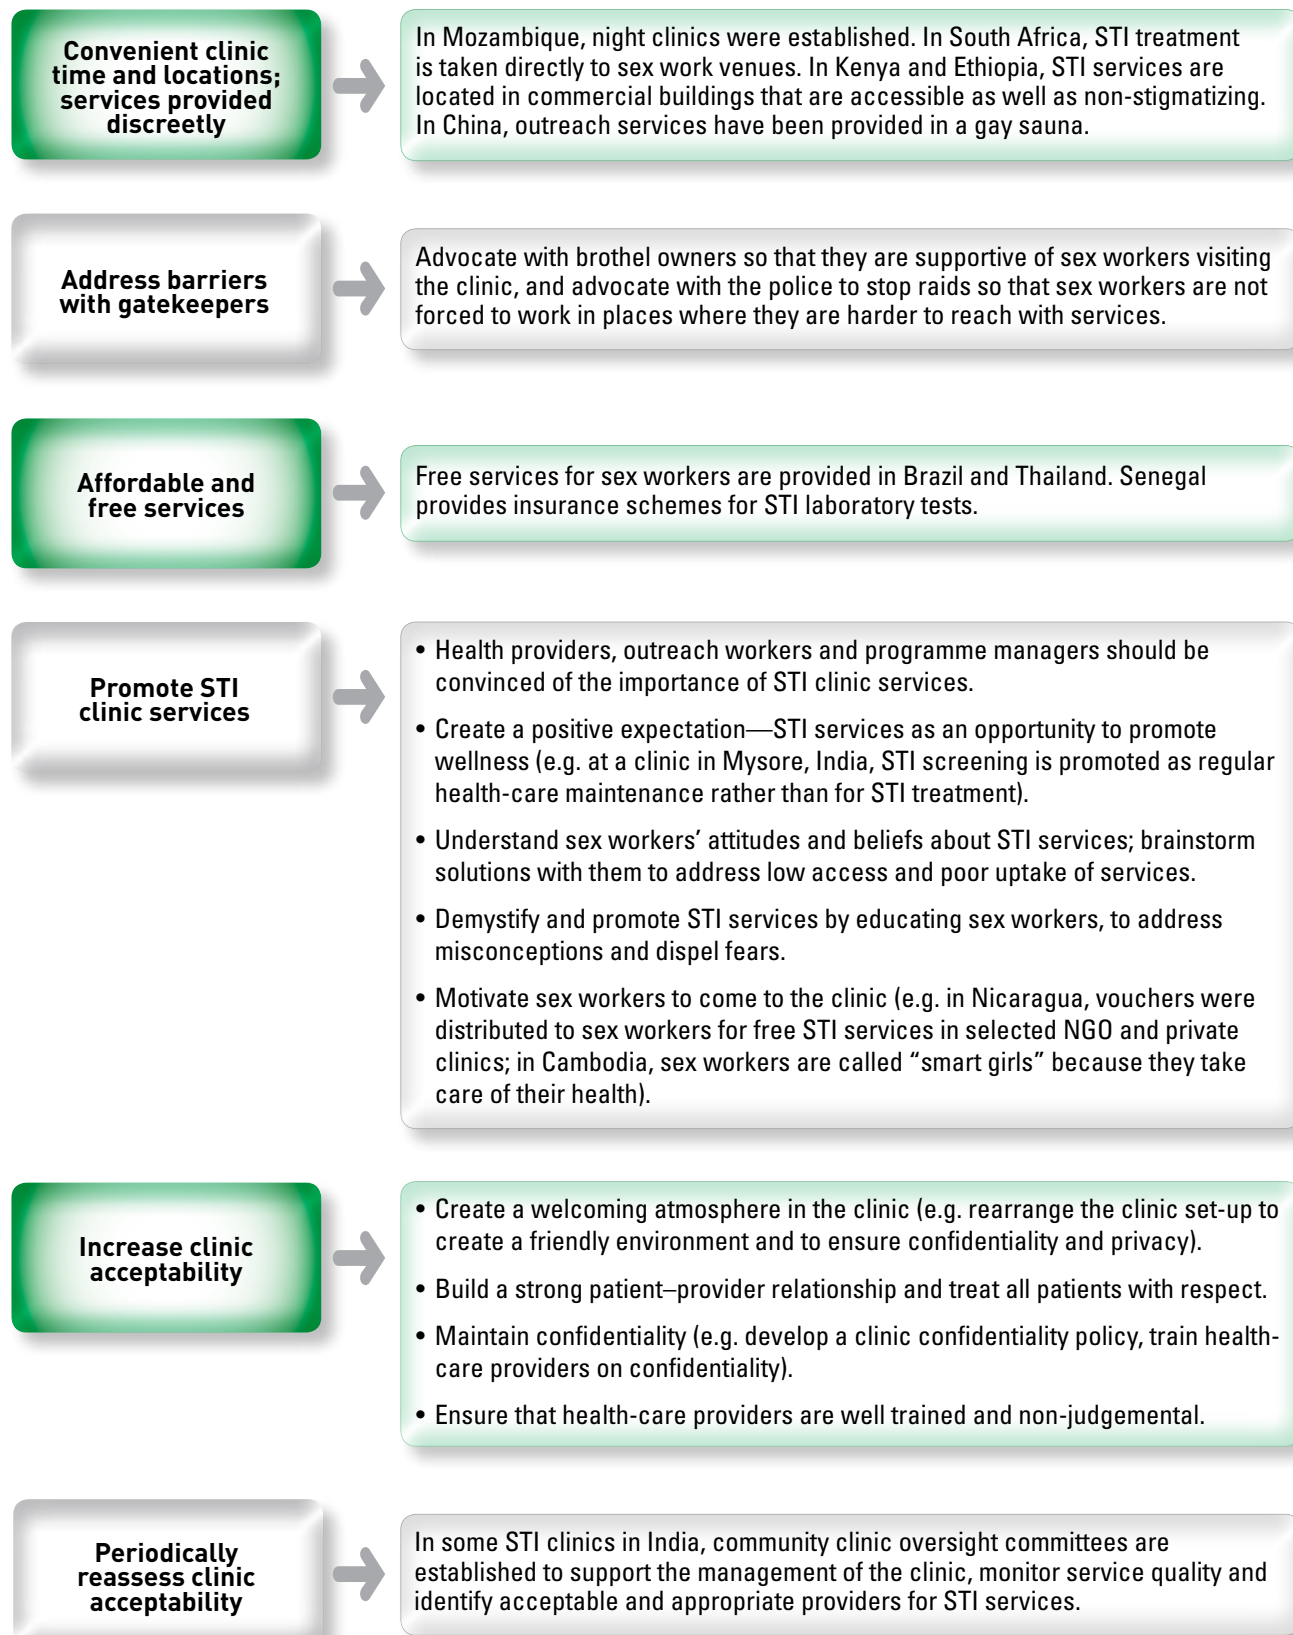 Convenient clinic
time and locations;
services provided
discreetly
In Mozambique, night clinics were established. In South Africa, STI treatment
is taken directly to sex work venues. In Kenya and Ethiopia, STI services are
located in commercial buildings that are accessible as well as non-stigmatizing.
In China, outreach services have been provided in a gay sauna.
Address barriers
with gatekeepers
Advocate with brothel owners so that they are supportive of sex workers visiting
the clinic, and advocate with the police to stop raids so that sex workers are not
forced to work in places where they are harder to reach with services.
Affordable and
free services
Free services for sex workers are provided in Brazil and Thailand. Senegal
provides insurance schemes for STI laboratory tests.
Promote STI
clinic services
• Health providers, outreach workers and programme managers should be
convinced of the importance of STI clinic services.
• Create a positive expectation—STI services as an opportunity to promote
wellness (e.g. at a clinic in Mysore, India, STI screening is promoted as regular
health-care maintenance rather than for STI treatment).
• Understand sex workers’ attitudes and beliefs about STI services; brainstorm
solutions with them to address low access and poor uptake of services.
• Demystify and promote STI services by educating sex workers, to address
misconceptions and dispel fears.
• Motivate sex workers to come to the clinic (e.g. in Nicaragua, vouchers were
distributed to sex workers for free STI services in selected NGO and private
clinics; in Cambodia, sex workers are called “smart girls” because they take
care of their health).
Increase clinic
acceptability
• Create a welcoming atmosphere in the clinic (e.g. rearrange the clinic set-up to
create a friendly environment and to ensure confidentiality and privacy).
• Build a strong patient–provider relationship and treat all patients with respect.
• Maintain confidentiality (e.g. develop a clinic confidentiality policy, train health-
care providers on confidentiality).
• Ensure that health-care providers are well trained and non-judgemental.
Periodically
reassess clinic
acceptability
In some STI clinics in India, community clinic oversight committees are
established to support the management of the clinic, monitor service quality and
identify acceptable and appropriate providers for STI services.